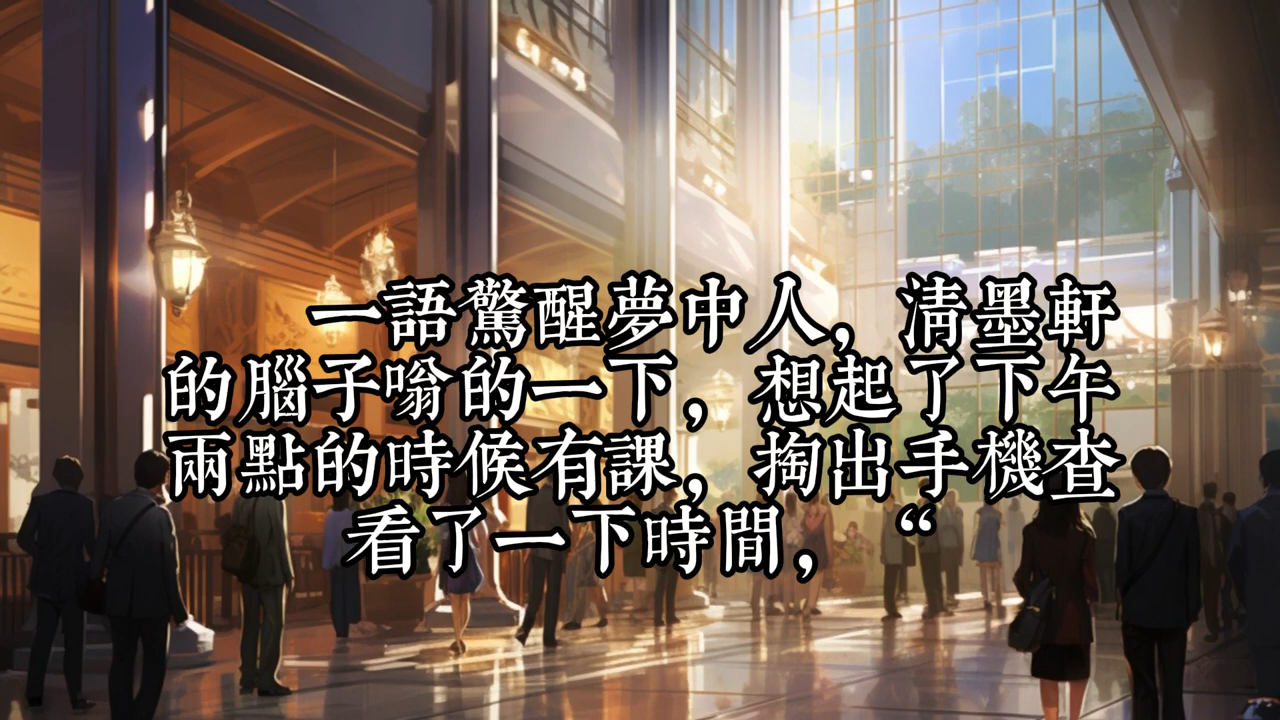 一語驚醒夢中人，清墨軒
的腦子嗡的一下，想起了下午
兩點的時候有課，掏出手機查
看了一下時間，“